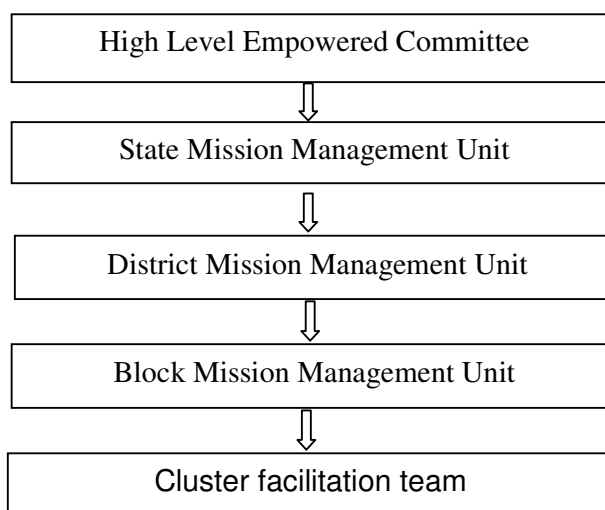 High Level Empowered Committee
State Mission Management Unit
District Mission Management Unit
Block Mission Management Unit
Cluster facilitation team